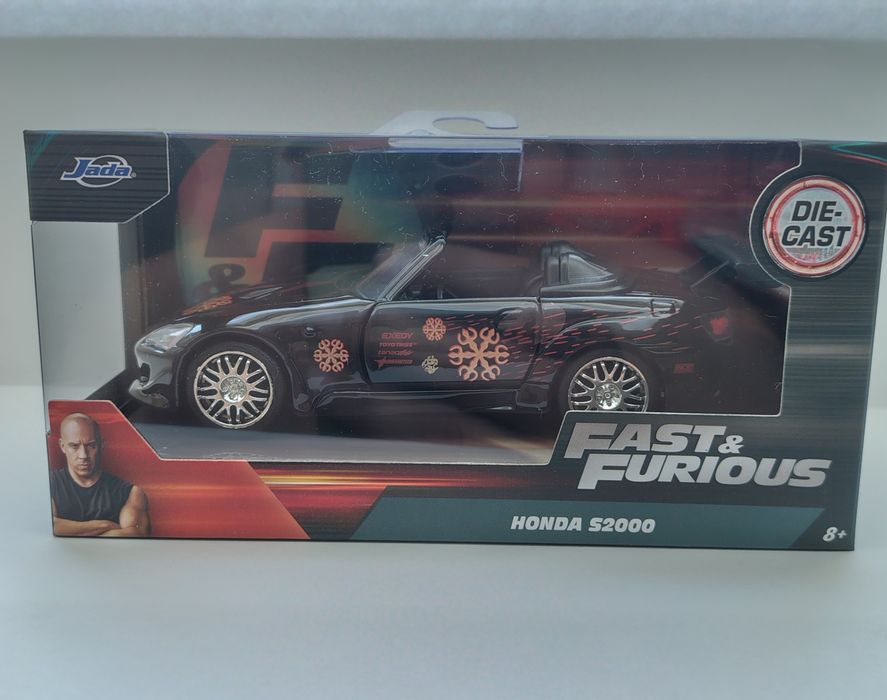 Jada
DIE-
CAST
F
&
EXEDY
TOYO TIRES
FAST &
FURIOUS
HONDA S2000
8+